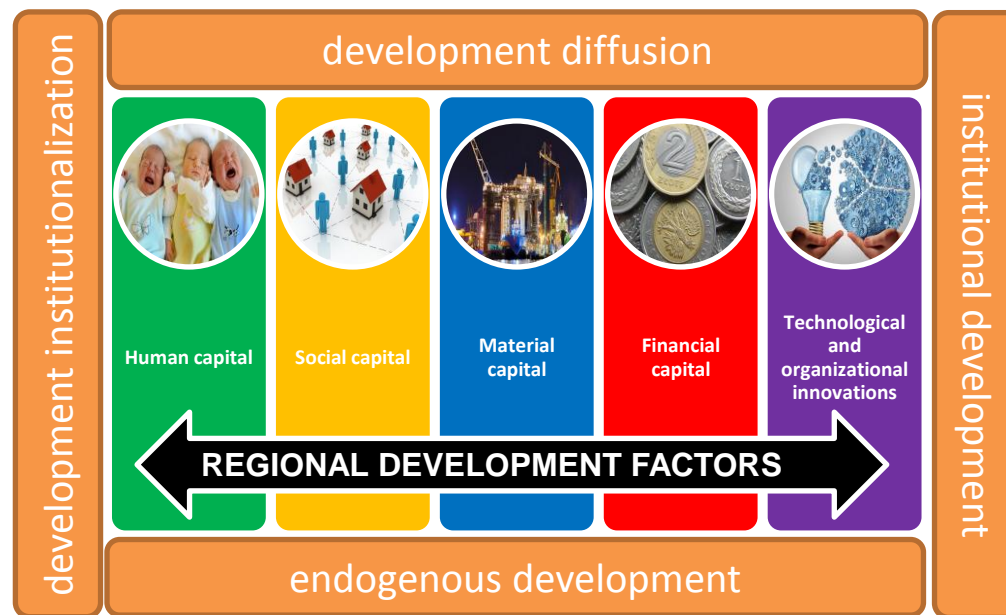 development diffusion
development institutionalization
institutional development
Human capital
Social capital
Material
capital
Financial
capital
Technological
and
organizational
innovations
REGIONAL DEVELOPMENT FACTORS
endogenous development